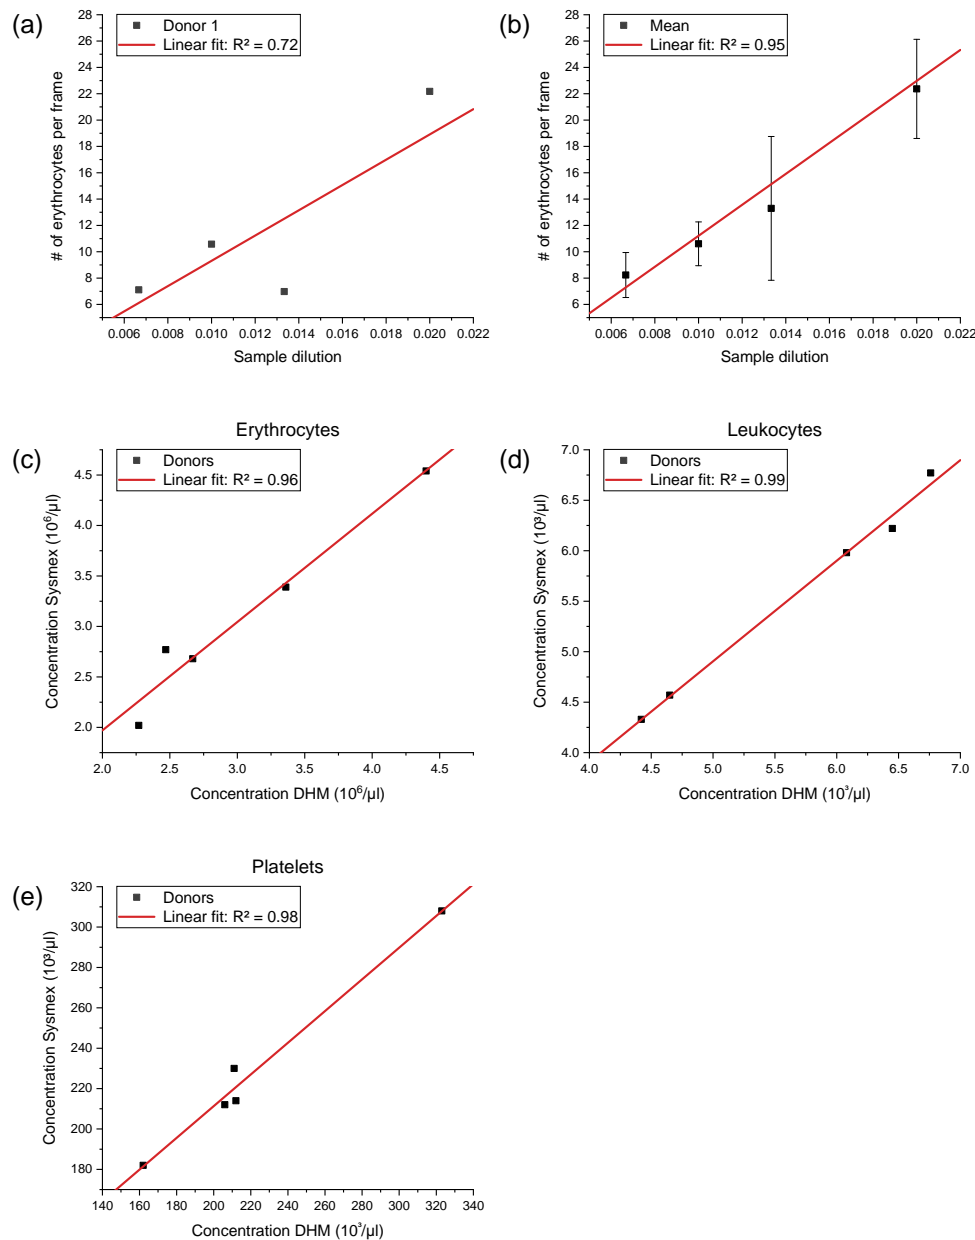 (a)
Donor 1
Linear fit: R² = 0.72
28
26
24
22
20
18
16
14
12
10
8
6
# of erythrocytes per frame
0.006 0.008 0.010 0.012 0.014 0.016 0.018 0.020 0.022
Sample dilution
(b)
Mean
Linear fit: R² = 0.95
28
26
24
22
20
18
16
14
12
10
8
6
# of erythrocytes per frame
0.006 0.008 0.010 0.012 0.014 0.016 0.018 0.020 0.022
Sample dilution
(c)
Erythrocytes
Donors
Linear fit: R² = 0.96
4.5
4.0
3.5
3.0
2.5
2.0
Concentration Sysmex (10⁶/µl)
2.0 2.5 3.0 3.5 4.0 4.5
Concentration DHM (10⁶/µl)
(d)
Leukocytes
Donors
Linear fit: R² = 0.99
7.0
6.5
6.0
5.5
5.0
4.5
4.0
Concentration Sysmex (10³/µl)
4.0 4.5 5.0 5.5 6.0 6.5 7.0
Concentration DHM (10³/µl)
(e)
Platelets
Donors
Linear fit: R² = 0.98
320
300
280
260
240
220
200
180
Concentration Sysmex (10³/µl)
140 160 180 200 220 240 260 280 300 320 340
Concentration DHM (10³/µl)